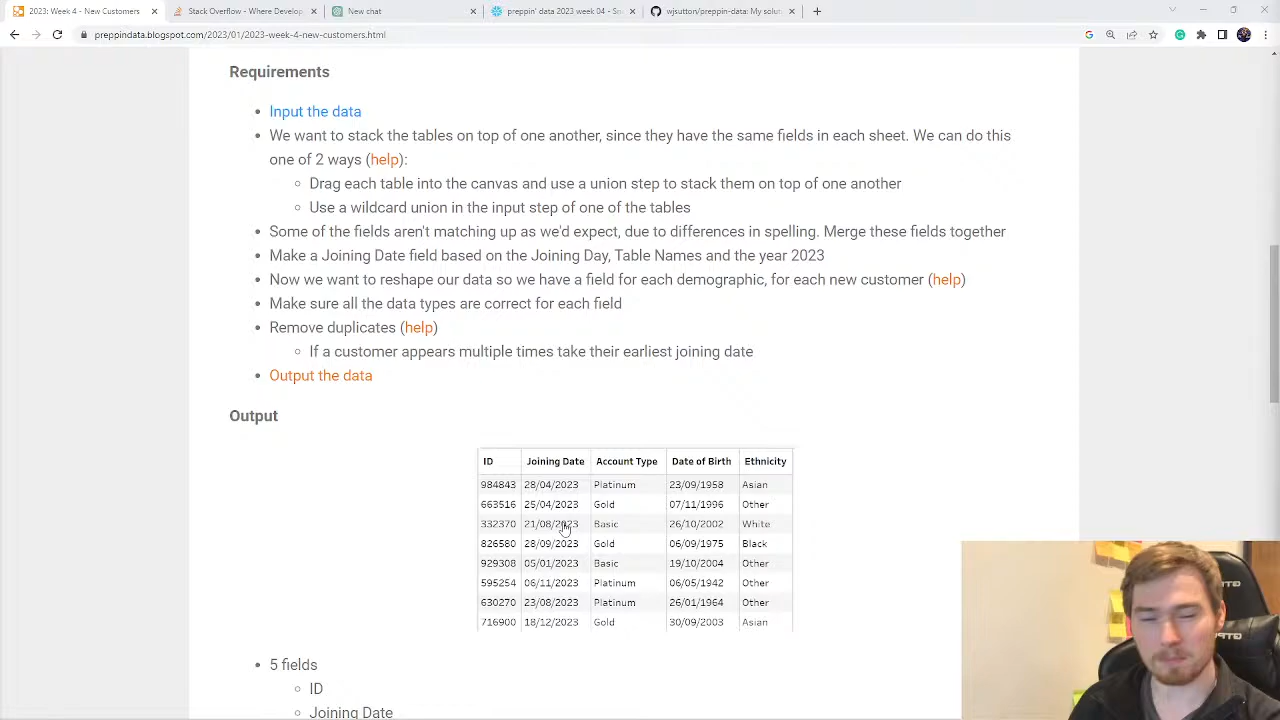 2023: Week 4 - New Customers
Stack Overflow - Where Develop
New chat
preppin' data 2023 week 04 - So
wjsutton/preppin-data: My solut
preppindata.blogspot.com/2023/01/2023-week-4-new-customers.html
Requirements
Input the data
We want to stack the tables on top of one another, since they have the same fields in each sheet. We can do this
one of 2 ways (help):
Drag each table into the canvas and use a union step to stack them on top of one another
Use a wildcard union in the input step of one of the tables
Some of the fields aren't matching up as we'd expect, due to differences in spelling. Merge these fields together
Make a Joining Date field based on the Joining Day, Table Names and the year 2023
Now we want to reshape our data so we have a field for each demographic, for each new customer (help)
Make sure all the data types are correct for each field
Remove duplicates (help)
If a customer appears multiple times take their earliest joining date
Output the data
Output
ID Joining Date Account Type Date of Birth Ethnicity
984843 28/04/2023 Platinum 23/09/1958 Asian
663516 25/04/2023 Gold 07/11/1996 Other
332370 21/08/2023 Basic 26/10/2002 White
826580 28/09/2023 Gold 06/09/1975 Black
929308 05/01/2023 Basic 19/10/2004 Other
595254 06/11/2023 Platinum 06/05/1942 Other
630270 23/08/2023 Platinum 26/01/1964 Other
716900 18/12/2023 Gold 30/09/2003 Asian
5 fields
ID
Joining Date